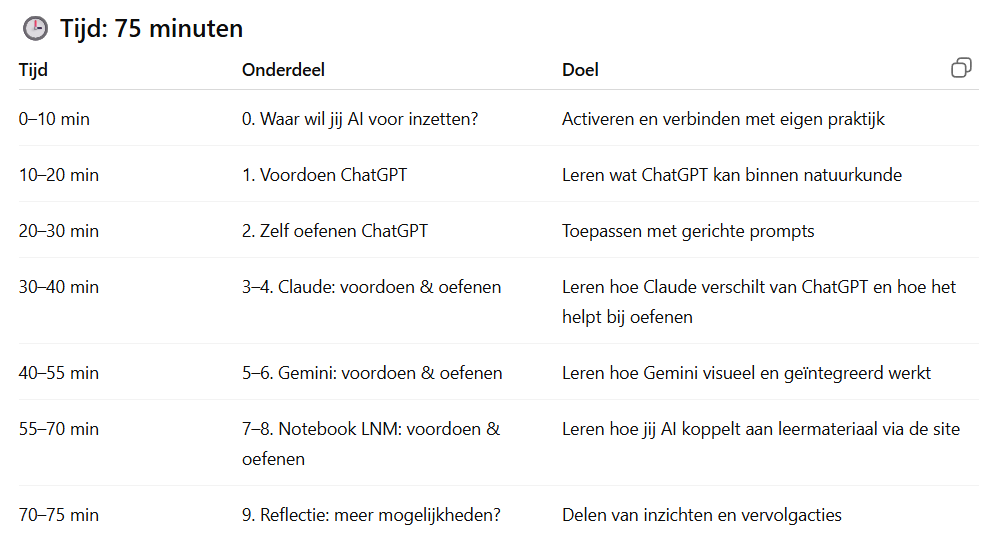 Tijd: 75 minuten
Tijd Onderdeel Doel
0–10 min 0. Waar wil jij AI voor inzetten? Activeren en verbinden met eigen praktijk
10–20 min 1. Voordoen ChatGPT Leren wat ChatGPT kan binnen natuurkunde
20–30 min 2. Zelf oefenen ChatGPT Toepassen met gerichte prompts
30–40 min 3–4. Claude: voordoen & oefenen Leren hoe Claude verschilt van ChatGPT en hoe het
helpt bij oefenen
40–55 min 5–6. Gemini: voordoen & oefenen Leren hoe Gemini visueel en geïntegreerd werkt
55–70 min 7–8. Notebook LNM: voordoen & Leren hoe jij AI koppelt aan leermateriaal via de site
oefenen
70–75 min 9. Reflectie: meer mogelijkheden? Delen van inzichten en vervolgacties